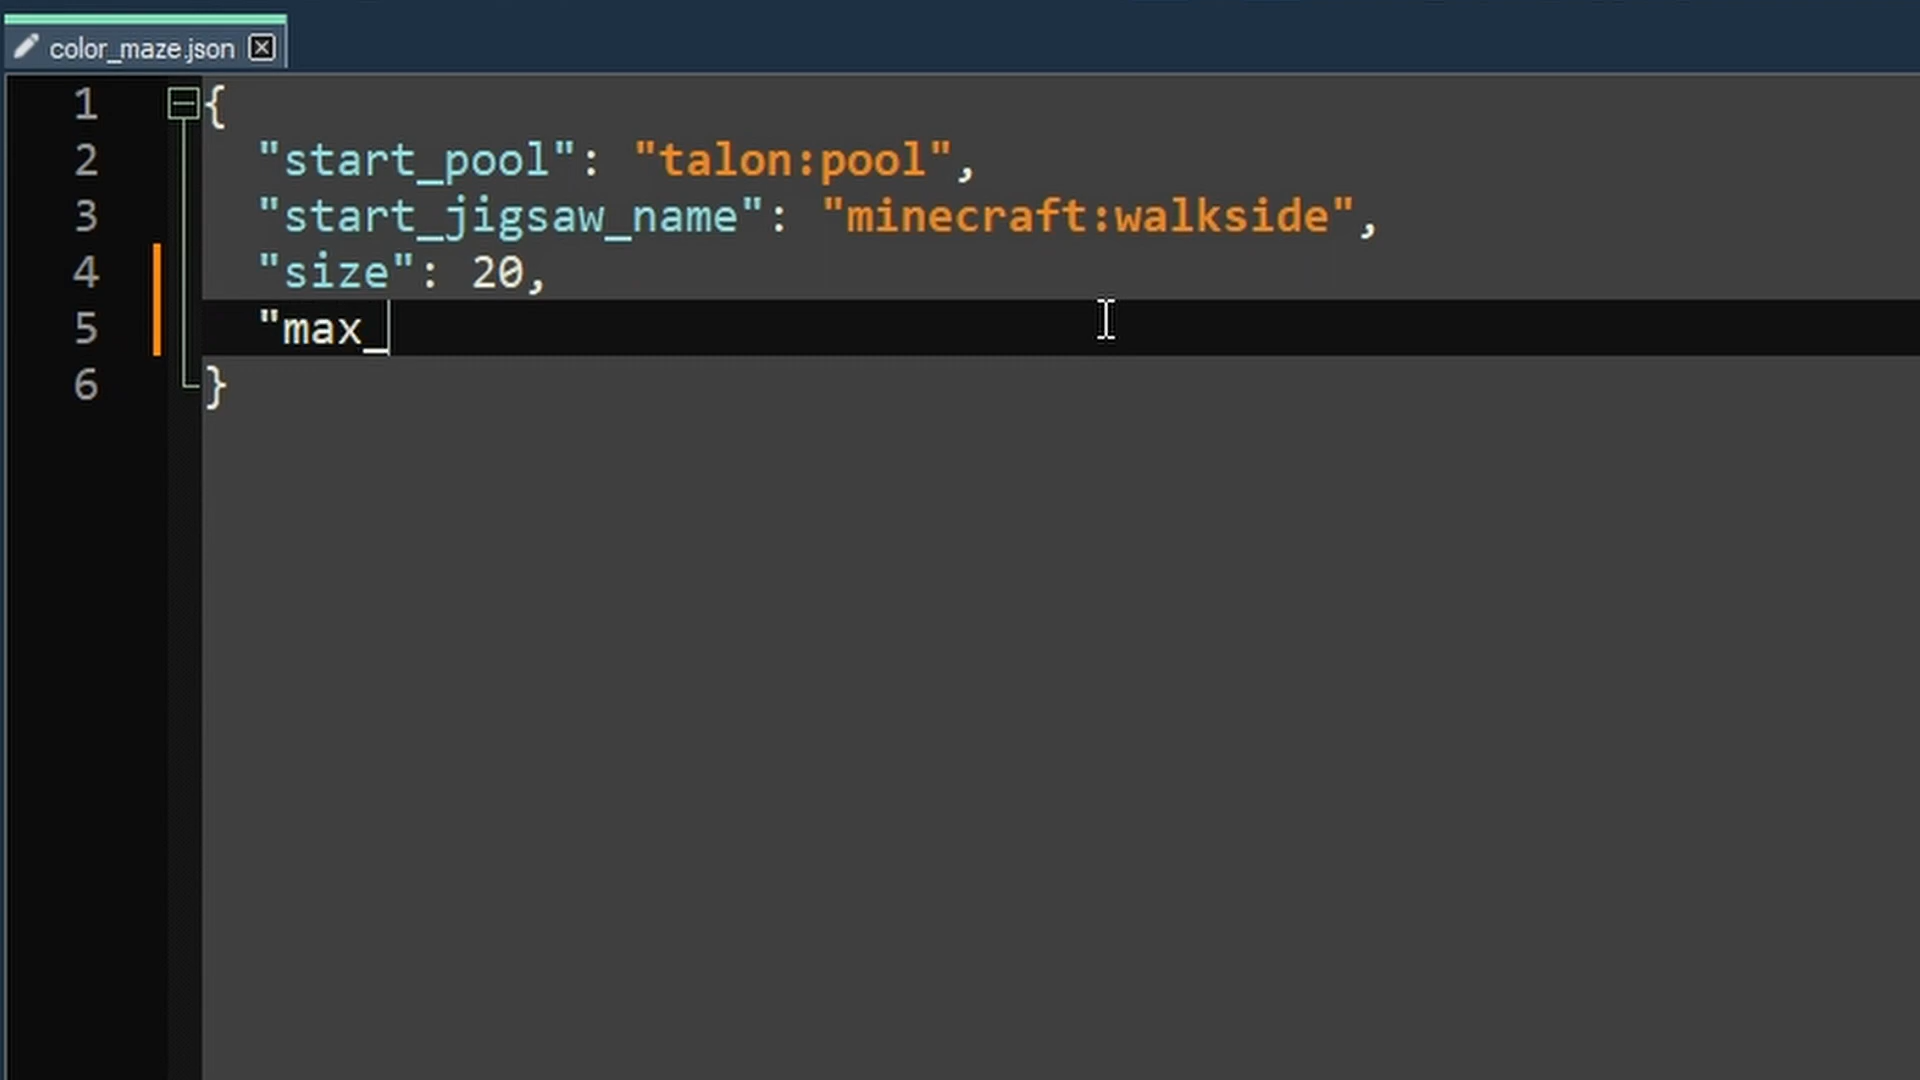 color_maze.json
1 {
2 "start_pool": "talon:pool",
3 "start_jigsaw_name": "minecraft:walkside",
4 "size": 20,
5 "max_
6 }